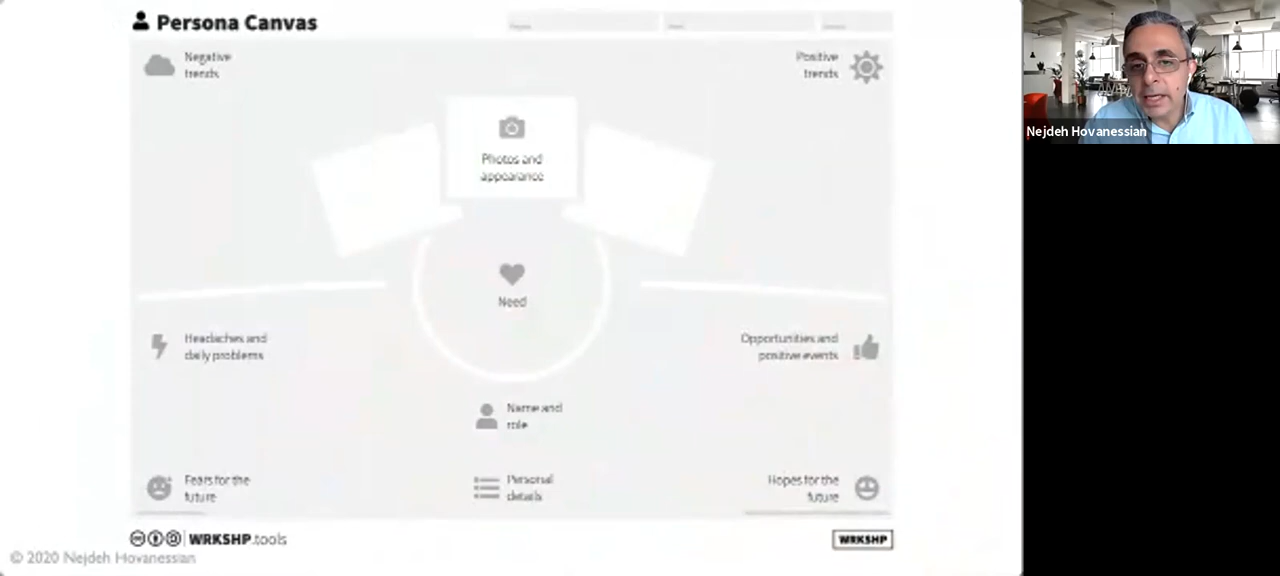 Persona Canvas
Negative
trends
Positive
trends
Photos and
appearance
Need
Headaches and
daily problems
Opportunities and
positive events
Name and
role
Fears for the
future
Personal
details
Hopes for the
future
WRKSHP.tools
WRKSHP
© 2020 Nejdeh Hovanessian
Nejdeh Hovanessian